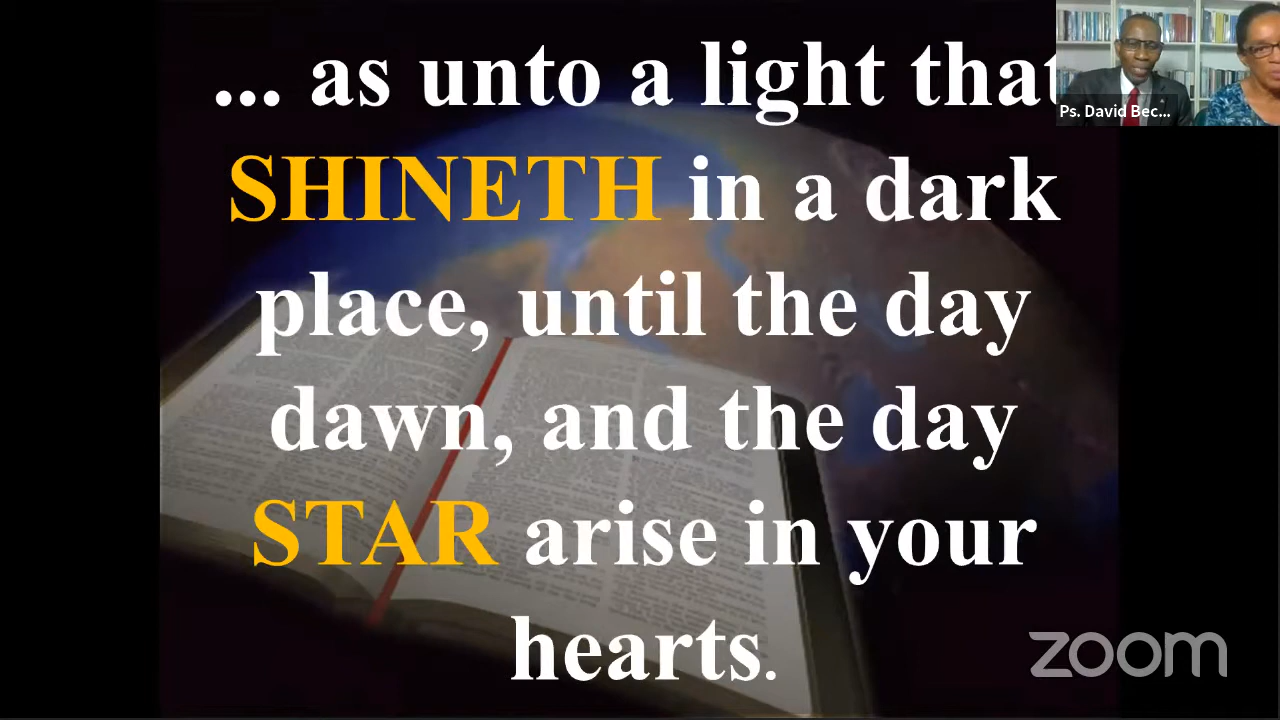 ... as unto a light that
SHINETH in a dark
place, until the day
dawn, and the day
STAR arise in your
hearts.
Ps. David Bec...
zoom